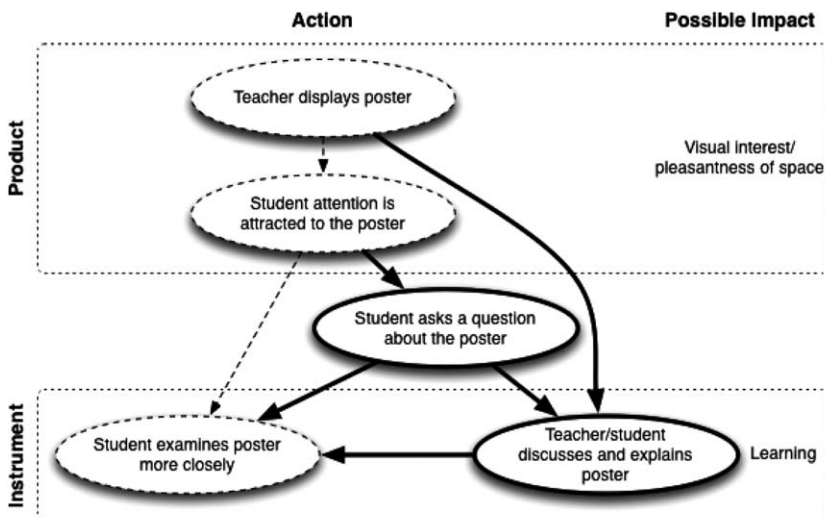 Action
Possible Impact
Product
Teacher displays poster
Visual interest/
pleasantness of space
Student attention is
attracted to the poster
Student asks a question
about the poster
Instrument
Student examines poster
more closely
Teacher/student
discusses and explains
poster
Learning